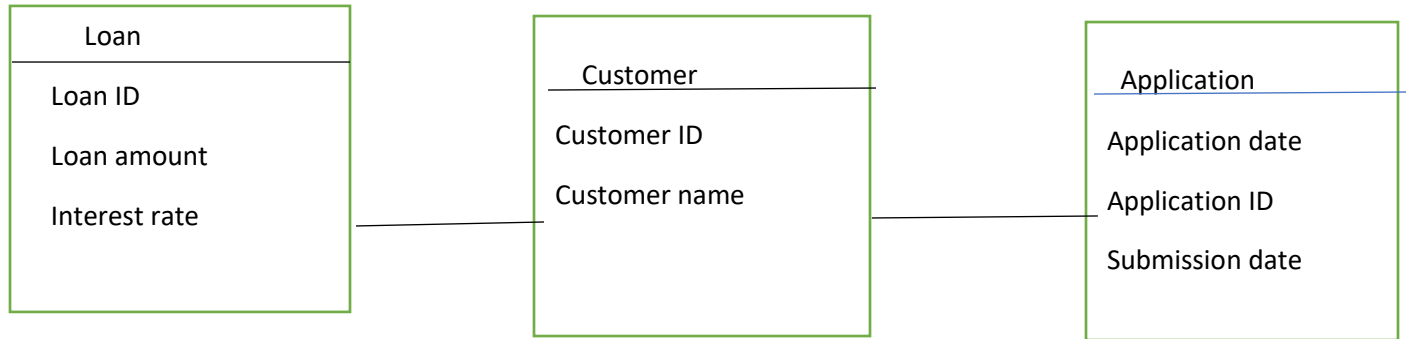 Loan
Loan ID
Loan amount
Interest rate
Customer
Customer ID
Customer name
Application
Application date
Application ID
Submission date